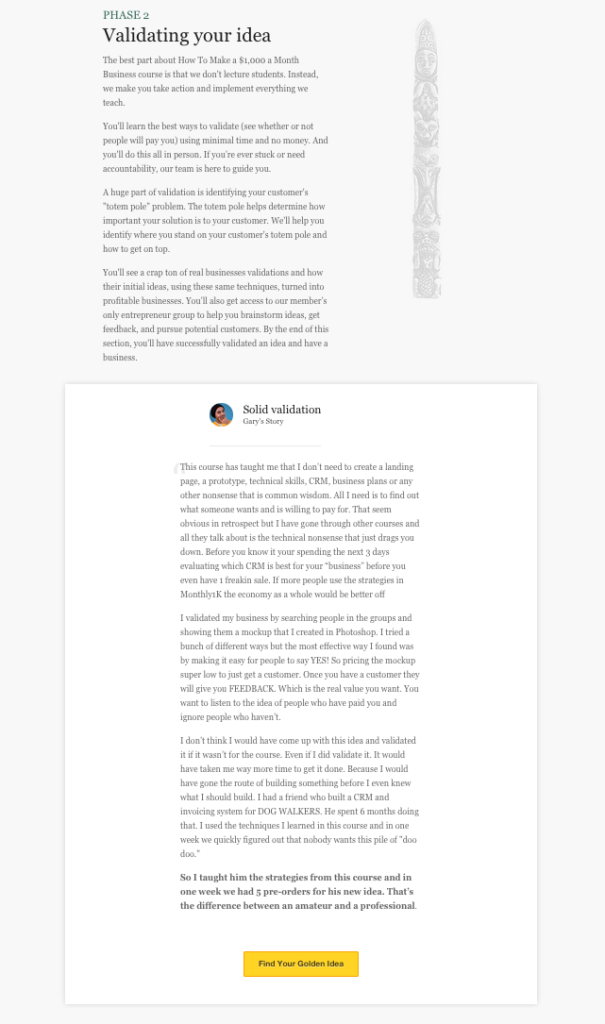 PHASE 2
Validating your idea
The best part about How To Make a $1,000 a Month
Business course is that we don't lecture students. Instead,
we make you take action and implement everything we
teach.
You'll learn the best ways to validate (see whether or not
people will pay you) using minimal time and no money. And
you'll do this all in person. If you're ever stuck or need
accountability, our team is here to guide you.
A huge part of validation is identifying your customer's
"totem pole" problem. The totem pole helps determine how
important your solution is to your customer. We'll help you
identify where you stand on your customer's totem pole and
how to get on top.
You'll see a crap ton of real businesses validations and how
their initial ideas, using these same techniques, turned into
profitable businesses. You'll also get access to our member's
only entrepreneur group to help you brainstorm ideas, get
feedback, and pursue potential customers. By the end of this
section, you'll have successfully validated an idea and have a
business.
Solid validation
Gary's Story
“This course has taught me that I don't need to create a landing
page, a prototype, technical skills, CRM, business plans or any
other nonsense that is common wisdom. All I need is to find out
what someone wants and is willing to pay for. That seem
obvious in retrospect but I have gone through other courses and
all they talk about is the technical nonsense that just drags you
down. Before you know it your spending the next 3 days
evaluating which CRM is best for your "business" before you
even have 1 freakin sale. If more people use the strategies in
Monthly1K the economy as a whole would be better off
I validated my business by searching people in the groups and
showing them a mockup that I created in Photoshop. I tried a
bunch of different ways but the most effective way I found was
by making it easy for people to say YES! So pricing the mockup
super low to just get a customer. Once you have a customer they
will give you FEEDBACK. Which is the real value you want. You
want to listen to the idea of people who have paid you and
ignore people who haven't.
I don't think I would have come up with this idea and validated
it if it wasn't for the course. Even if I did validate it. It would
have taken me way more time to get it done. Because I would
have gone the route of building something before I even knew
what I should build. I had a friend who built a CRM and
invoicing system for DOG WALKERS. He spent 6 months doing
that. I used the techniques I learned in this course and in one
week we quickly figured out that nobody wants this pile of "doo
doo."
So I taught him the strategies from this course and in
one week we had 5 pre-orders for his new idea. That's
the difference between an amateur and a professional.
Find Your Golden Idea